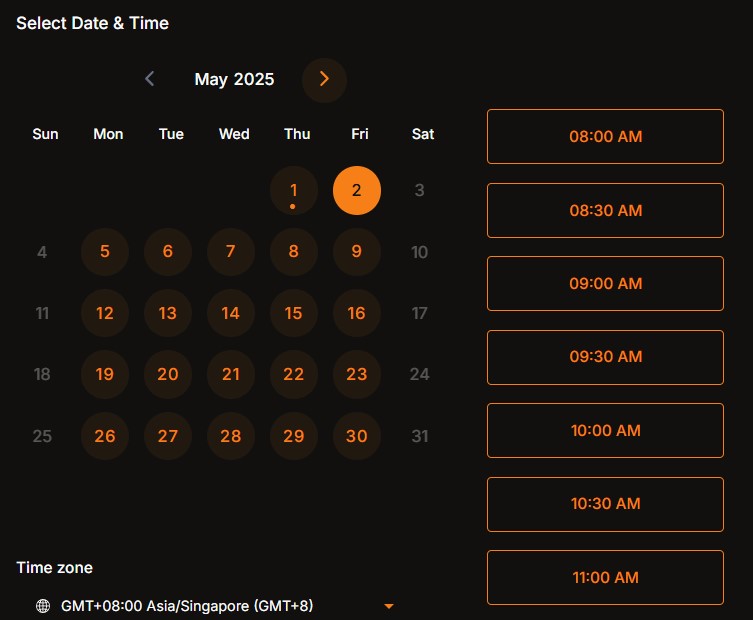 Select Date & Time
May 2025
Sun Mon Tue Wed Thu Fri Sat
1 2 3
4 5 6 7 8 9 10
11 12 13 14 15 16 17
18 19 20 21 22 23 24
25 26 27 28 29 30 31
08:00 AM
08:30 AM
09:00 AM
09:30 AM
10:00 AM
10:30 AM
11:00 AM
Time zone
GMT+08:00 Asia/Singapore (GMT+8)